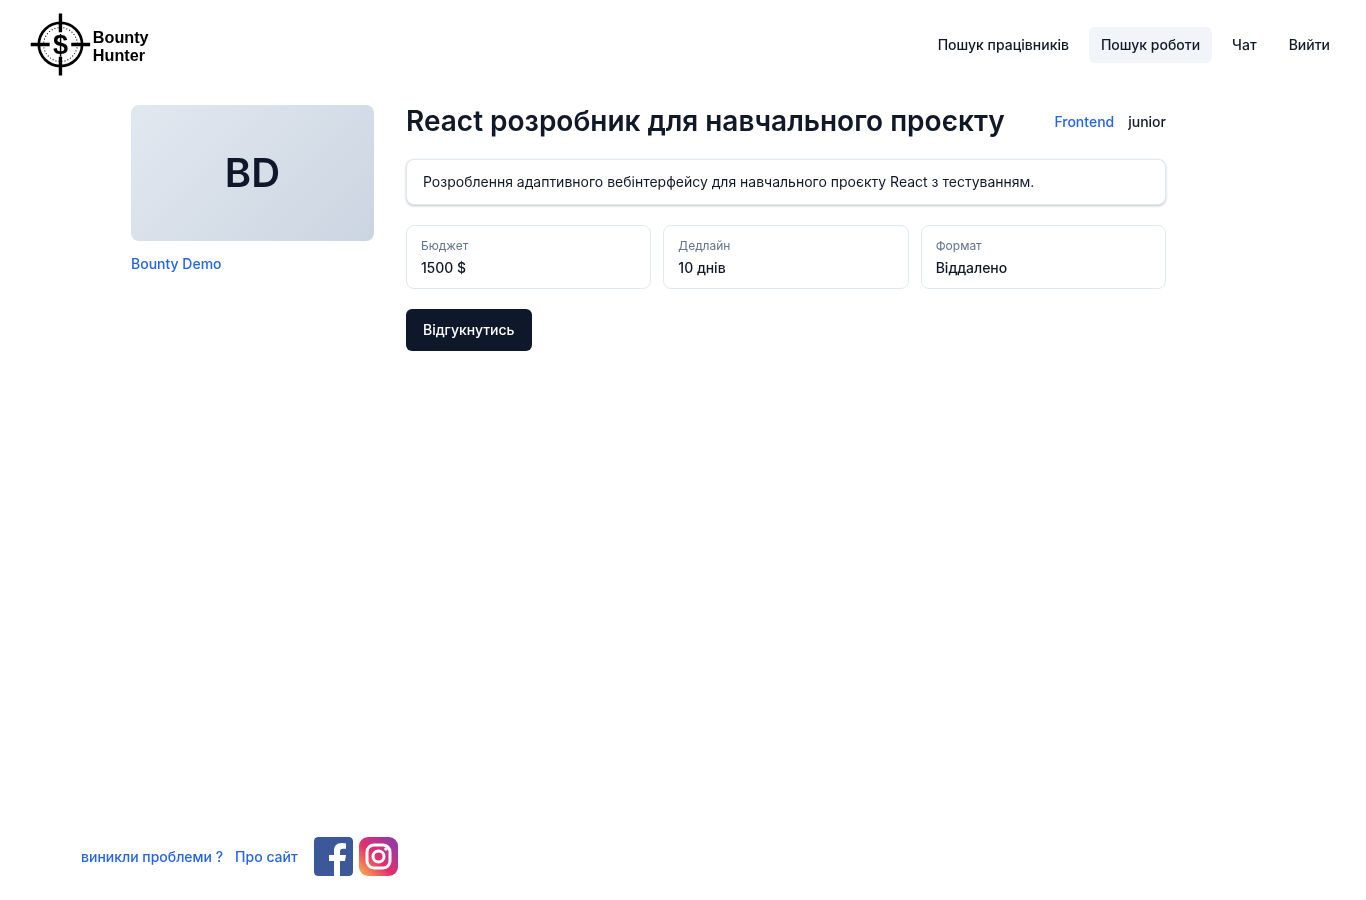 $
Bounty
Hunter
Пошук працівників
Пошук роботи
Чат
Вийти
BD
Bounty Demo
React розробник для навчального проєкту
Frontend
junior
Розроблення адаптивного вебінтерфейсу для навчального проєкту React з тестуванням.
Бюджет
1500 $
Дедлайн
10 днів
Формат
Віддалено
Відгукнутись
виникли проблеми ?
Про сайт